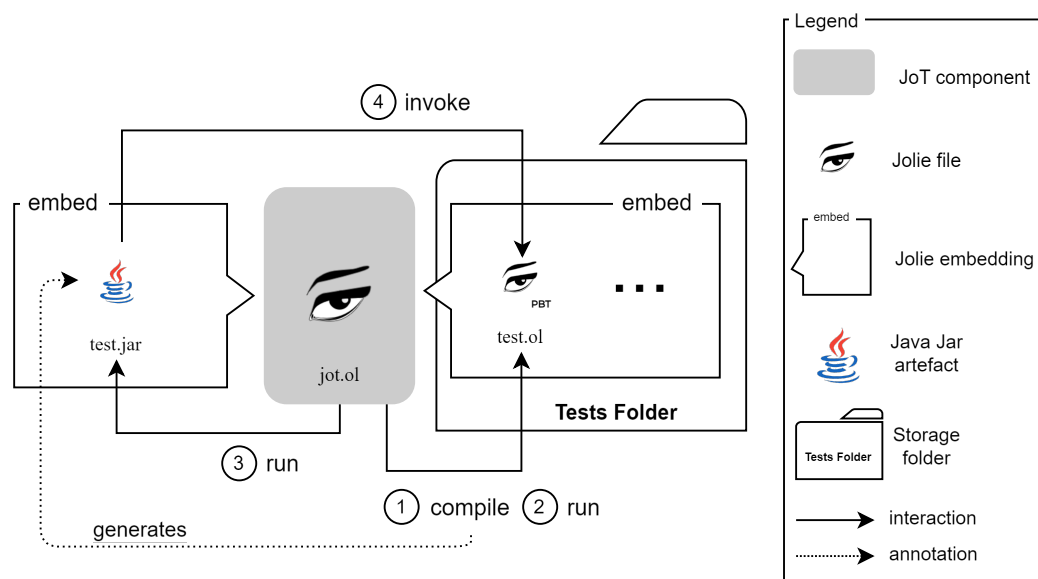 4 invoke
embed
embed
PBT
test.jar
test.ol
jot.ol
Tests Folder
3 run
1 compile 2 run
generates
Legend
JoT component
Jolie file
embed
Jolie embedding
Java Jar
artefact
Storage
folder
Tests Folder
interaction
annotation